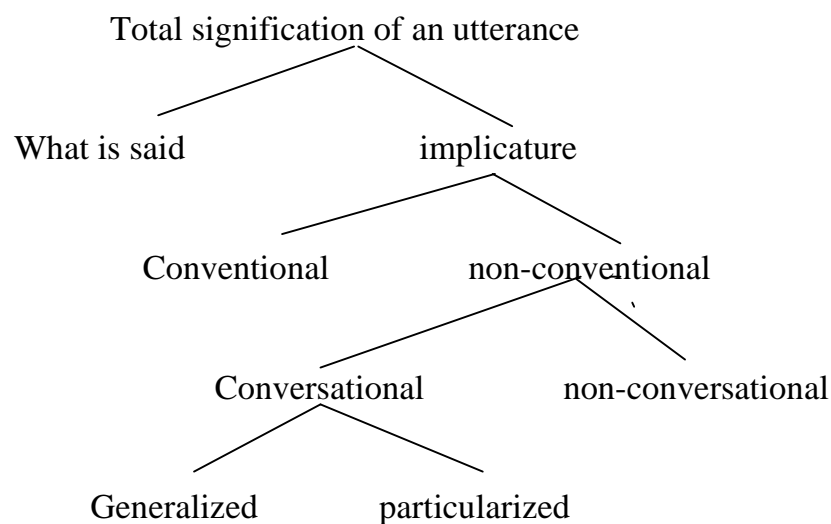 Total signification of an utterance
What is said implicature
Conventional non-conventional
Conversational non-conversational
Generalized particularized